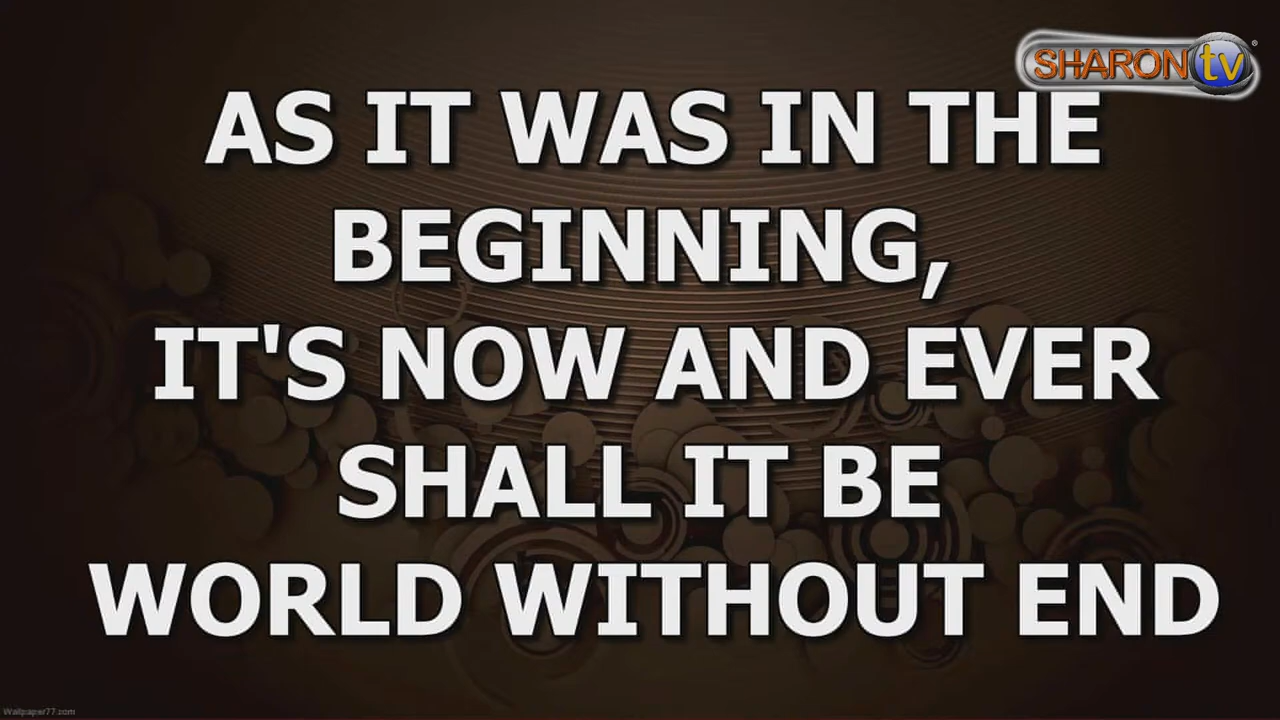 SHARON tv®
AS IT WAS IN THE
BEGINNING,
IT'S NOW AND EVER
SHALL IT BE
WORLD WITHOUT END
Wallpaper77.com